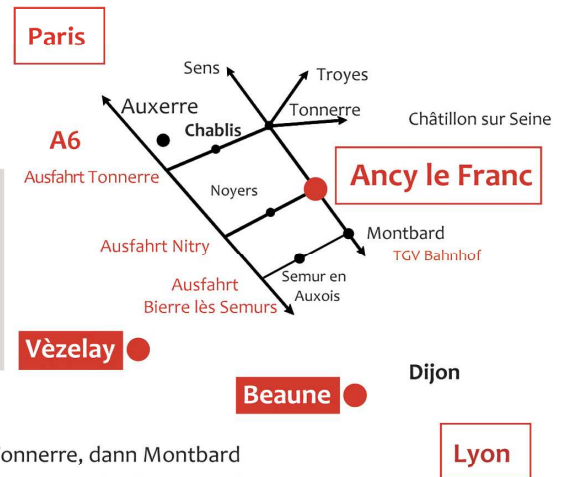 Paris
Sens
Troyes
Auxerre
Tonnerre
Chablis
Châtillon sur Seine
A6
Ausfahrt Tonnerre
Ancy le Franc
Noyers
Montbard
Ausfahrt Nitry
TGV Bahnhof
Ausfahrt
Bierre lès Semurs
Semur en
Auxois
Vèzelay
Dijon
Beaune
onnerre, dann Montbard
Lyon